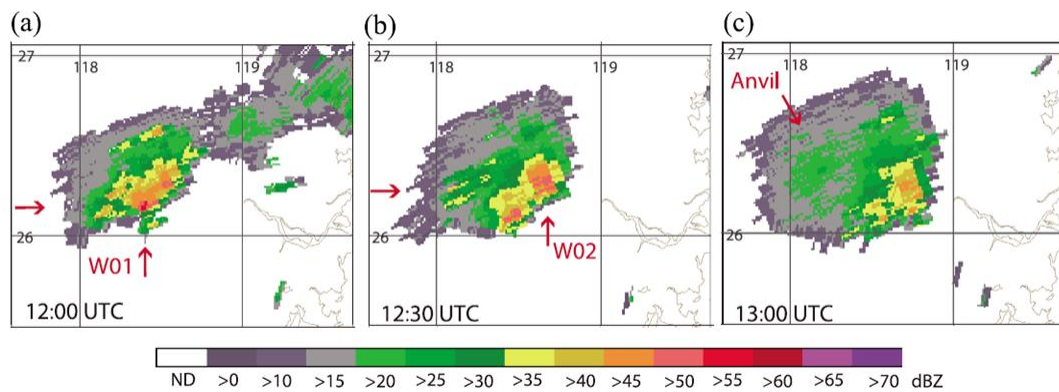 (a) (b) (c)
27 118 119 27 118 119 27 118 119
Anvil
26 26 26
W01 W02
12:00 UTC 12:30 UTC 13:00 UTC
ND >0 >10 >15 >20 >25 >30 >35 >40 >45 >50 >55 >60 >65 >70 dBZ